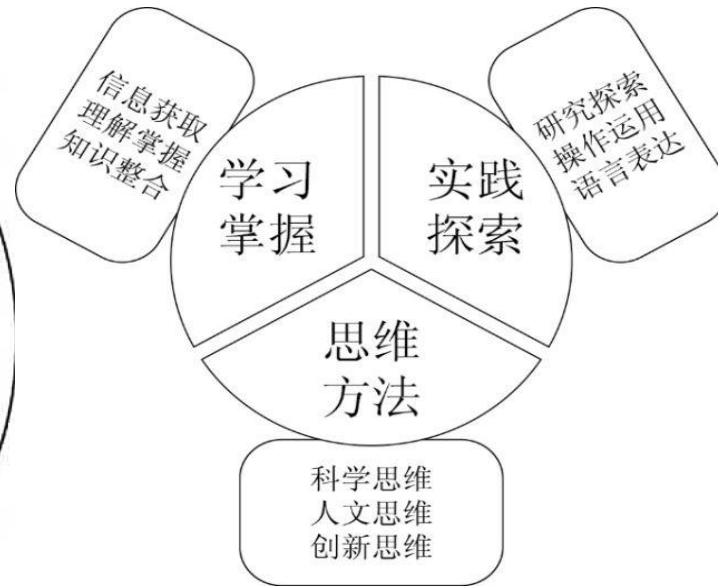 信息获取
理解掌握
知识整合
学习
掌握
实践
探索
研究探索
操作运用
语言表达
思维
方法
科学思维
人文思维
创新思维